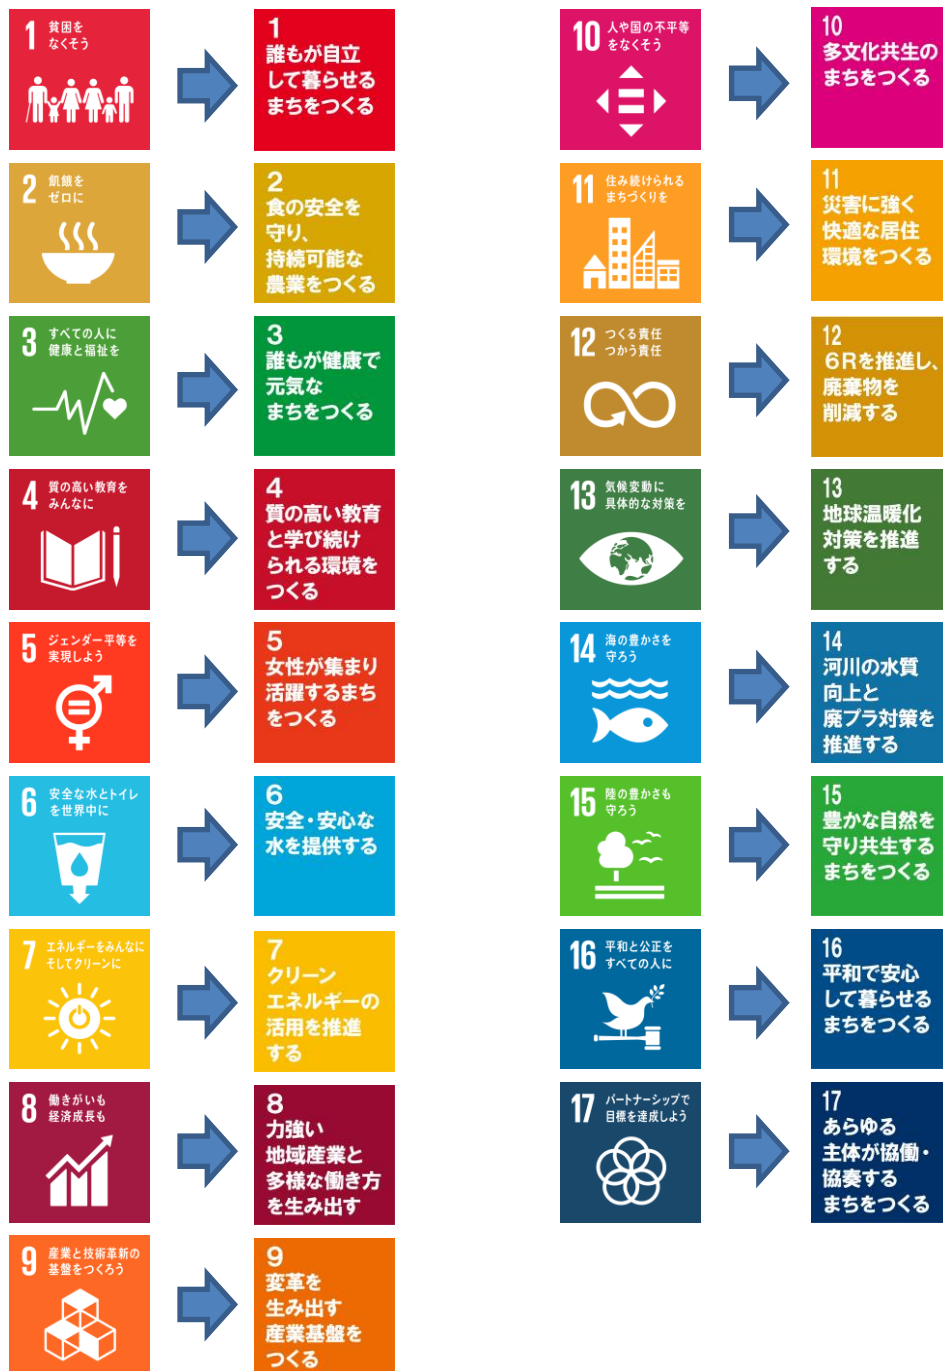 1 貧困を
なくそう
1
誰もが自立
して暮らせる
まちをつくる
2 飢餓を
ゼロに
2
食の安全を
守り、
持続可能な
農業をつくる
3 すべての人に
健康と福祉を
3
誰もが健康で
元気な
まちをつくる
4 質の高い教育を
みんなに
4
質の高い教育
と学び続け
られる環境を
つくる
5 ジェンダー平等を
実現しよう
5
女性が集まり
活躍するまち
をつくる
6 安全な水とトイレ
を世界中に
6
安全・安心な
水を提供する
7 エネルギーをみんなに
そしてクリーンに
7
クリーン
エネルギーの
活用を推進
する
8 働きがいも
経済成長も
8
力強い
地域産業と
多様な働き方
を生み出す
9 産業と技術革新の
基盤をつくろう
9
変革を
生み出す
産業基盤を
つくる
10 人や国の不平等
をなくそう
10
多文化共生の
まちをつくる
11 住み続けられる
まちづくりを
11
災害に強く
快適な居住
環境をつくる
12 つくる責任
つかう責任
12
6Rを推進し、
廃棄物を
削減する
13 気候変動に
具体的な対策を
13
地球温暖化
対策を推進
する
14 海の豊かさを
守ろう
14
河川の水質
向上と
廃プラ対策を
推進する
15 陸の豊かさも
守ろう
15
豊かな自然を
守り共生する
まちをつくる
16 平和と公正を
すべての人に
16
平和で安心
して暮らせる
まちをつくる
17 パートナーシップで
目標を達成しよう
17
あらゆる
主体が協働・
協奏する
まちをつくる